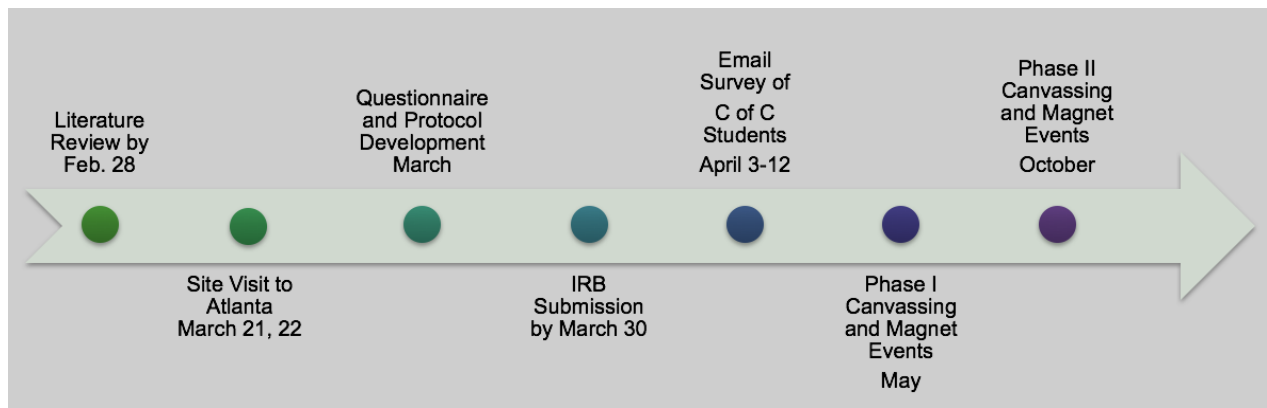 Literature
Review by
Feb. 28
Site Visit to
Atlanta
March 21, 22
Questionnaire
and Protocol
Development
March
IRB
Submission
by March 30
Email
Survey of
C of C
Students
April 3-12
Phase I
Canvassing
and Magnet
Events
May
Phase II
Canvassing
and Magnet
Events
October